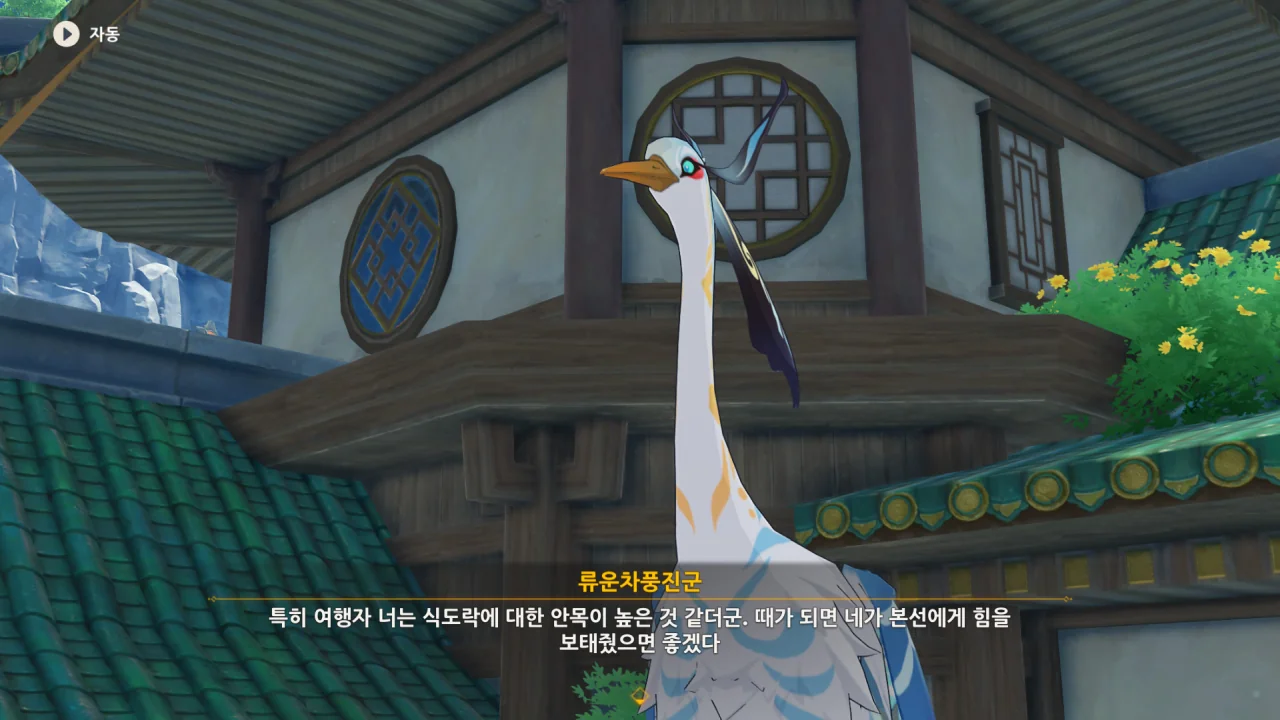 자동
류운차풍진군
특히 여행자 너는 식도락에 대한 안목이 높은 것 같더군. 때가 되면 네가 본선에게 힘을
보태줬으면 좋겠다